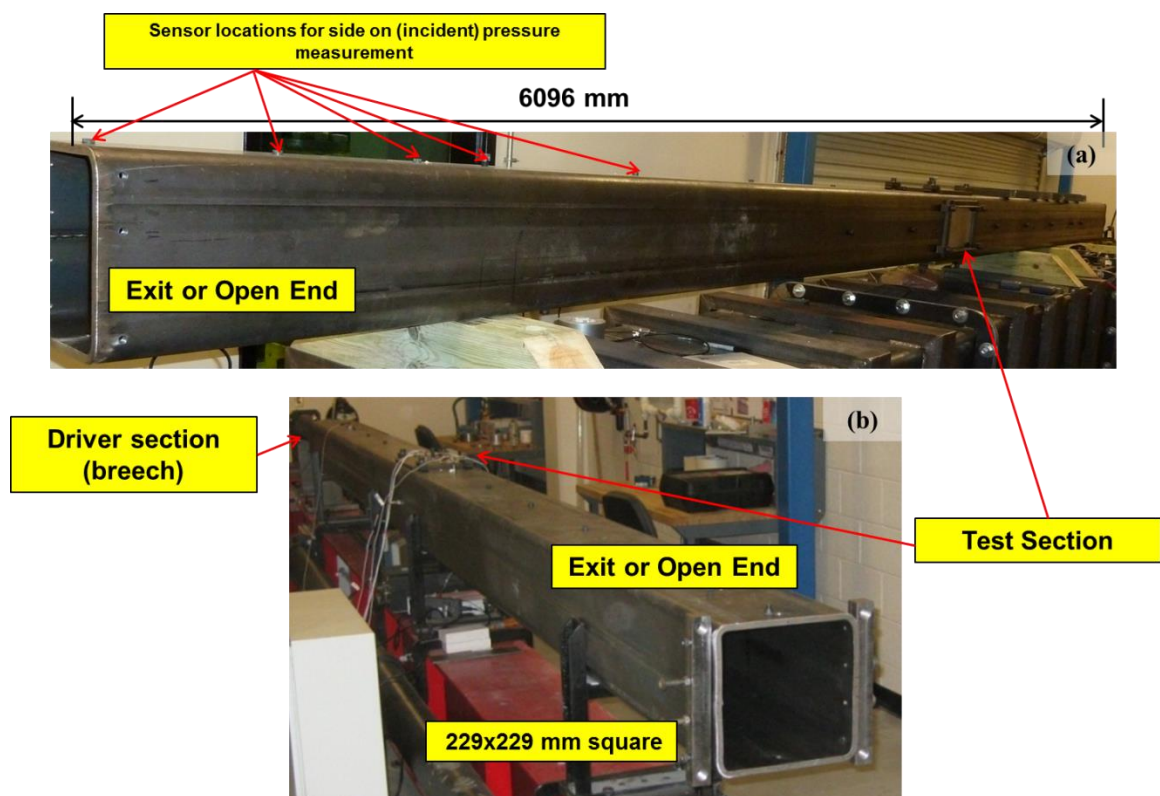 Sensor locations for side on (incident) pressure
measurement
6096 mm
(a)
Exit or Open End
Driver section
(breech)
(b)
Test Section
Exit or Open End
229x229 mm square